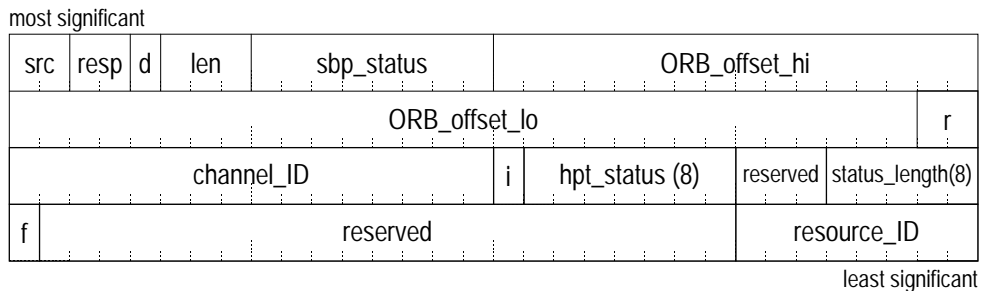 most significant
src resp d len sbp_status ORB_offset_hi
ORB_offset_lo r
channel_ID i hpt_status (8) reserved status_length(8)
f reserved resource_ID
least significant